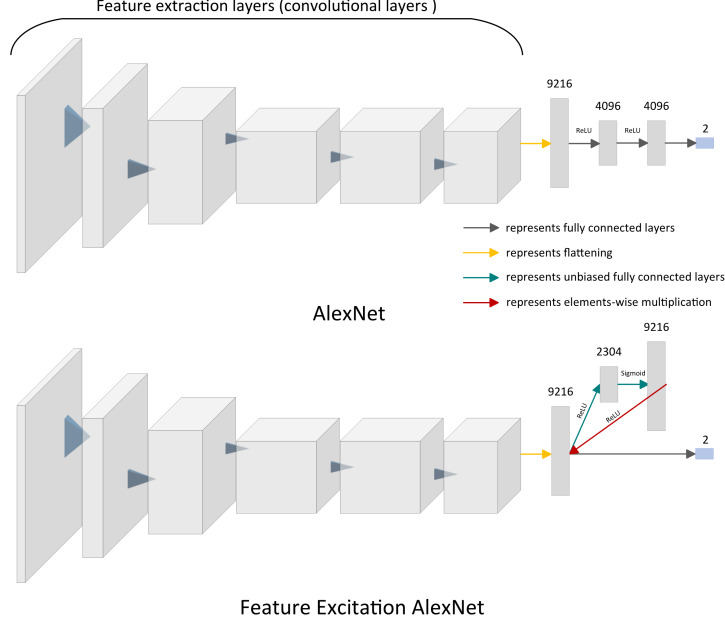 Feature extraction layers (convolutional layers )
9216
4096
4096
2
ReLU
ReLU
represents fully connected layers
represents flattening
represents unbiased fully connected layers
represents elements-wise multiplication
AlexNet
9216
2304
Sigmoid
9216
ReLU
ReLU
2
Feature Excitation AlexNet